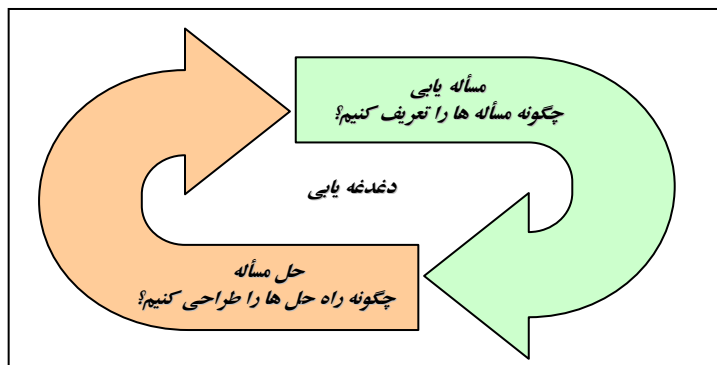 مسأله یابی
چگونه مسأله ها را تعریف کنیم؟
دغدغه یابی
حل مسأله
چگونه راه حل ها را طراحی کنیم؟